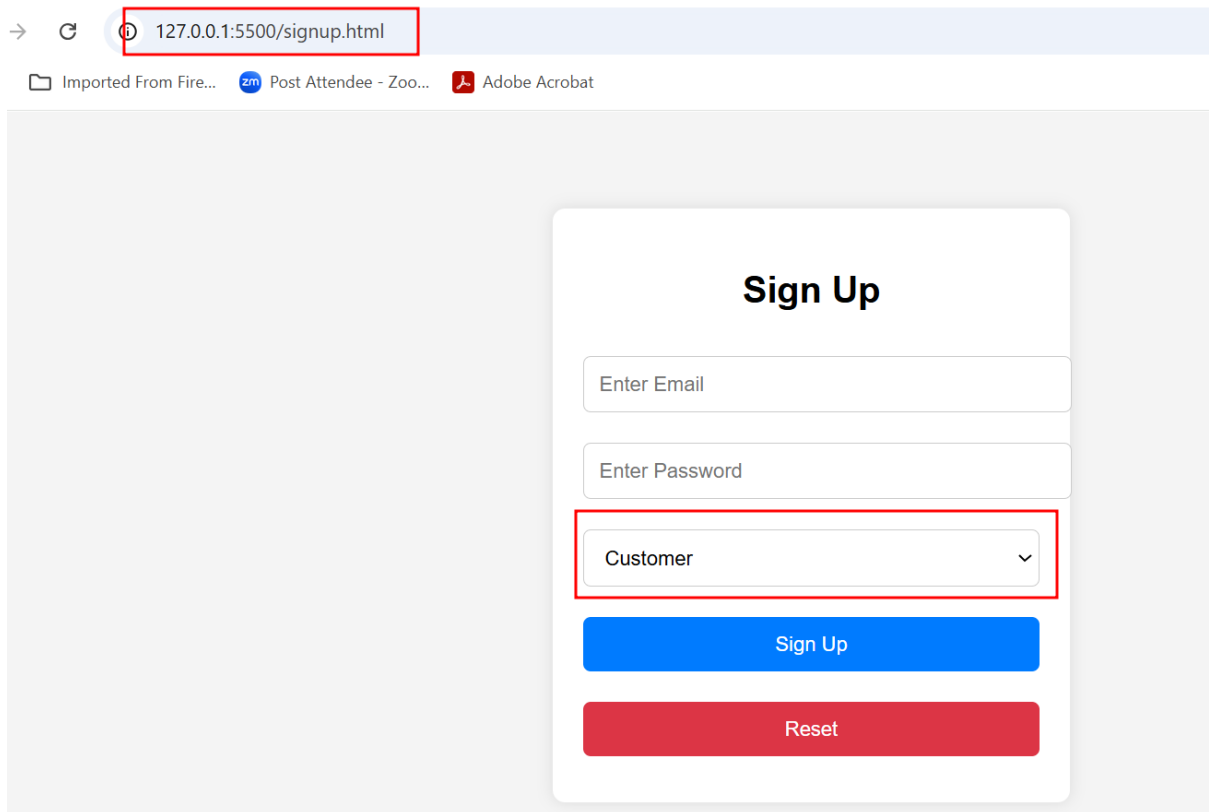 127.0.0.1:5500/signup.html
Imported From Fire... zm Post Attendee - Zoo... Adobe Acrobat
Sign Up
Enter Email
Enter Password
Customer
Sign Up
Reset